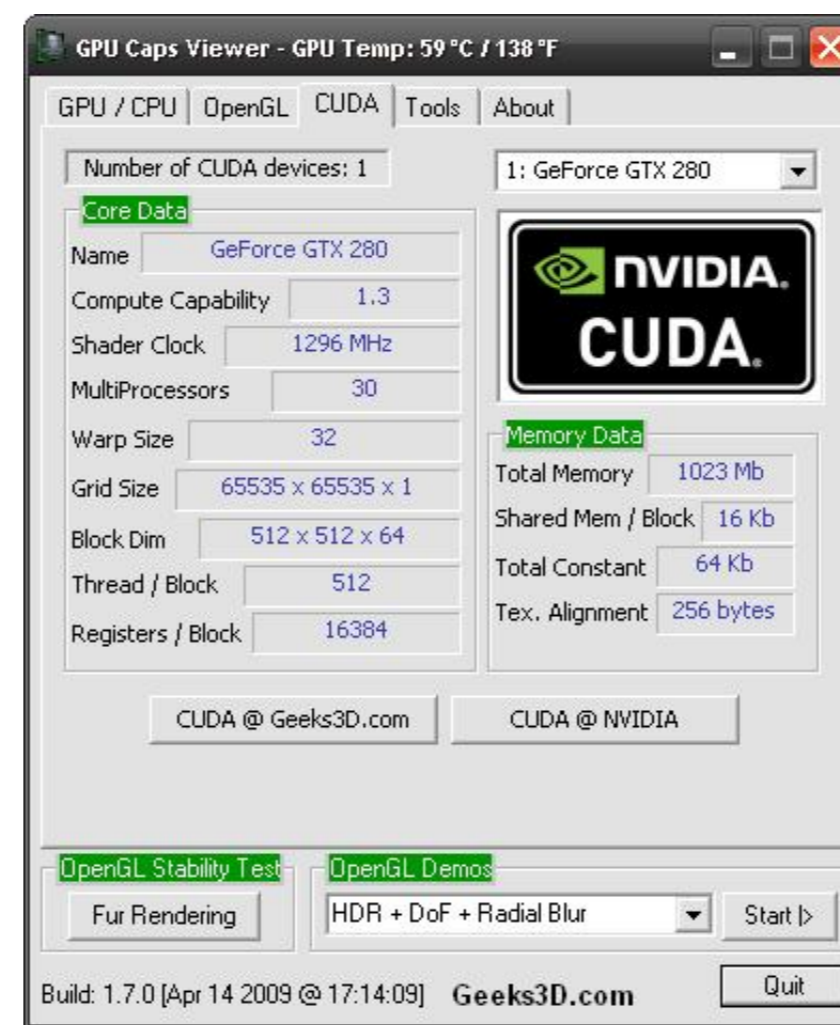 GPU Caps Viewer - GPU Temp: 59 °C / 138 °F
GPU / CPU OpenGL CUDA Tools About
Number of CUDA devices: 1
1: GeForce GTX 280
Core Data
Name GeForce GTX 280
Compute Capability 1.3
Shader Clock 1296 MHz
MultiProcessors 30
Warp Size 32
Grid Size 65535 x 65535 x 1
Block Dim 512 x 512 x 64
Thread / Block 512
Registers / Block 16384
NVIDIA.
CUDA.
Memory Data
Total Memory 1023 Mb
Shared Mem / Block 16 Kb
Total Constant 64 Kb
Tex. Alignment 256 bytes
CUDA @ Geeks3D.com
CUDA @ NVIDIA
OpenGL Stability Test
Fur Rendering
OpenGL Demos
HDR + DoF + Radial Blur
Start |>
Build: 1.7.0 [Apr 14 2009 @ 17:14:09] Geeks3D.com
Quit